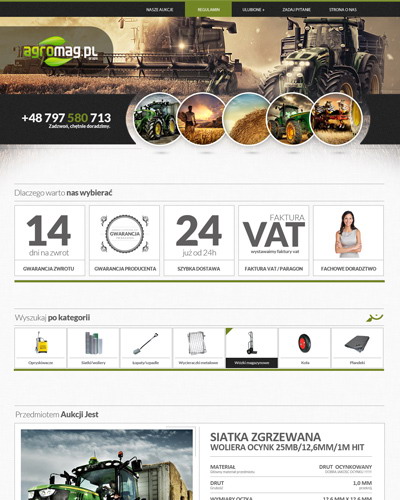 NASZE AUKCJE REGULAMIN ULUBIONE + ZADAJ PYTANIE STRONA O NAS
agromag.pl
+48 797 580 713
Zadzwoń, chętnie doradzimy.
Dlaczego warto nas wybierać
14
dni na zwrot
GWARANCJA ZWROTU
GWARANCJA
GWARANCJA PRODUCENTA
24
już od 24h
SZYBKA DOSTAWA
FAKTURA
VAT
wystawiamy faktury vat
FAKTURA VAT / PARAGON
FACHOWE DORADZTWO
Wyszukaj po kategorii
Opryskiwacze
Siatki/woliery
Łopaty/szpadle
Wycieraczki metalowe
Wózki magazynowe
Koła
Plandeki
Przedmiotem Aukcji Jest
SIATKA ZGRZEWANA
WOLIERA OCYNK 25MB/12,6MM/1M HIT
MATERIAŁ DRUT OCYNKOWANY
DRUT 1,0 MM
Grubość
WYMIARY OCZKA 12,6 MM X 12,6 MM